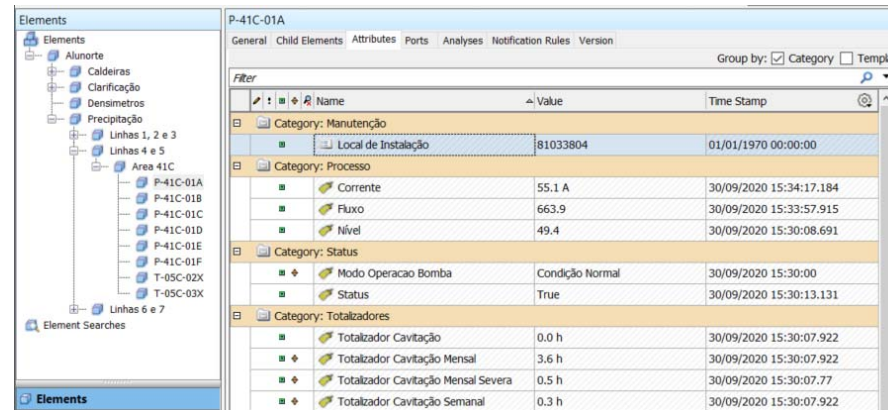 Elements
Elements
Alunorte
Caldeiras
Clarificação
Densimetros
Precipitação
Linhas 1, 2 e 3
Linhas 4 e 5
Area 41C
P-41C-01A
P-41C-01B
P-41C-01C
P-41C-01D
P-41C-01E
P-41C-01F
T-05C-02X
T-05C-03X
Linhas 6 e 7
Element Searches
Elements
P-41C-01A
General Child Elements Attributes Ports Analyses Notification Rules Version
Group by: Category Templ
Filter
Name Value Time Stamp
Category: Manutenção
Local de Instalação 81033804 01/01/1970 00:00:00
Category: Processo
Corrente 55.1 A 30/09/2020 15:34:17.184
Fluxo 663.9 30/09/2020 15:33:57.915
Nível 49.4 30/09/2020 15:30:08.691
Category: Status
Modo Operacao Bomba Condição Normal 30/09/2020 15:30:00
Status True 30/09/2020 15:30:13.131
Category: Totalizadores
Totalizador Cavitação 0.0 h 30/09/2020 15:30:07.922
Totalizador Cavitação Mensal 3.6 h 30/09/2020 15:30:07.922
Totalizador Cavitação Mensal Severa 0.5 h 30/09/2020 15:30:07.77
Totalizador Cavitação Semanal 0.3 h 30/09/2020 15:30:07.922